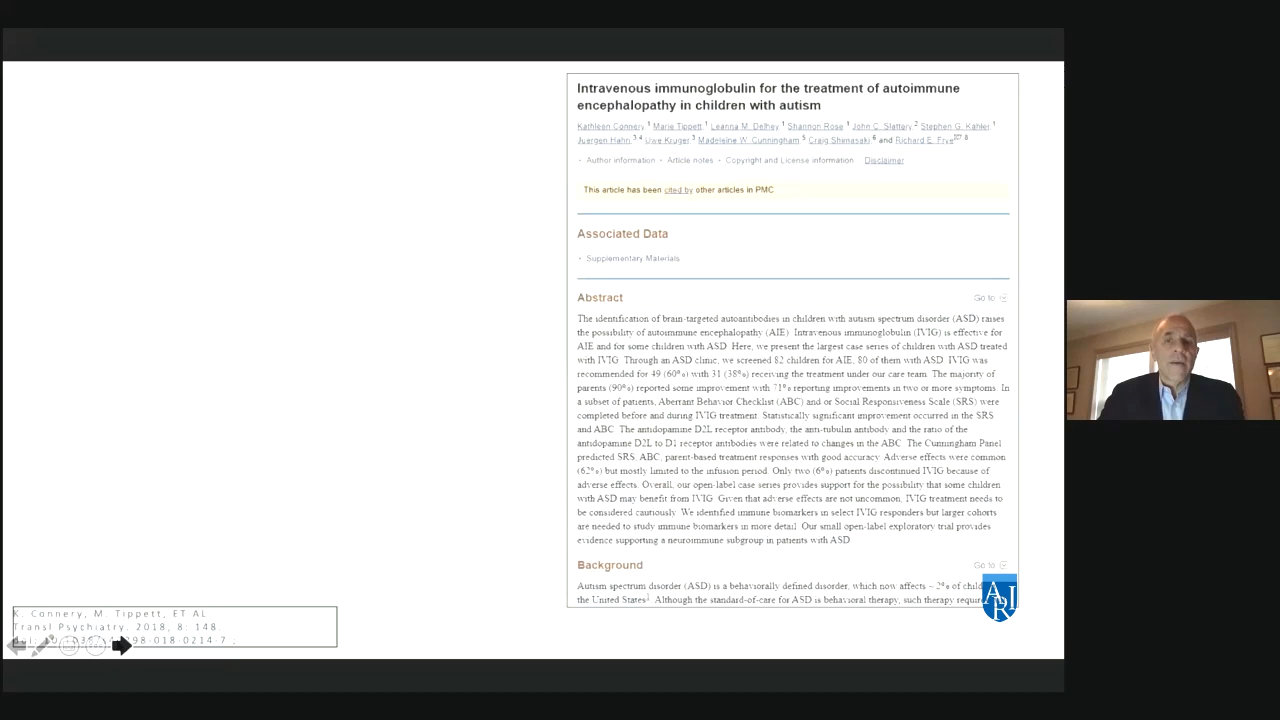 Intravenous immunoglobulin for the treatment of autoimmune
encephalopathy in children with autism
Kathleen Connery, 1 Marie Tippett, 1 Leanna M. Delhey, 1 Shannon Rose, 1 John C. Slattery, 2 Stephen G. Kahler, 1
Juergen Hahn, 3,4 Uwe Kruger, 3 Madeleine W. Cunningham, 5 Craig Shimasaki, 6 and Richard E. Frye
• Author information • Article notes • Copyright and License information Disclaimer
This article has been cited by other articles in PMC
Associated Data
• Supplementary Materials
Abstract
Go to
The identification of brain-targeted autoantibodies in children with autism spectrum disorder (ASD) raises
the possibility of autoimmune encephalopathy (AIE). Intravenous immunoglobulin (IVIG) is effective for
AIE and for some children with ASD. Here, we present the largest case series of children with ASD treated
with IVIG. Through an ASD clinic, we screened 82 children for AIE, 80 of them with ASD. IVIG was
recommended for 49 (60%) with 31 (38%) receiving the treatment under our care team. The majority of
parents (90%) reported some improvement with 71% reporting improvements in two or more symptoms. In
a subset of patients, Aberrant Behavior Checklist (ABC) and or Social Responsiveness Scale (SRS) were
completed before and during IVIG treatment. Statistically significant improvement occurred in the SRS
and ABC. The antidopamine D2L receptor antibody, the anti-tubulin antibody and the ratio of the
antidopamine D2L to D1 receptor antibodies were related to changes in the ABC. The Cunningham Panel
predicted SRS, ABC, parent-based treatment responses with good accuracy. Adverse effects were common
(62%) but mostly limited to the infusion period. Only two (6%) patients discontinued IVIG because of
adverse effects. Overall, our open-label case series provides support for the possibility that some children
with ASD may benefit from IVIG. Given that adverse effects are not uncommon, IVIG treatment needs to
be considered cautiously. We identified immune biomarkers in select IVIG responders but larger cohorts
are needed to study immune biomarkers in more detail. Our small open-label exploratory trial provides
evidence supporting a neuroimmune subgroup in patients with ASD.
Background
Go to
Autism spectrum disorder (ASD) is a behaviorally defined disorder, which now affects ~2% of
the United States1. Although the standard-of-care for ASD is behavioral therapy, such therapy
AIR
K. Connery, M. Tippett, ET AL
Transl Psychiatry. 2018; 8: 148.
018-0214-7 ;